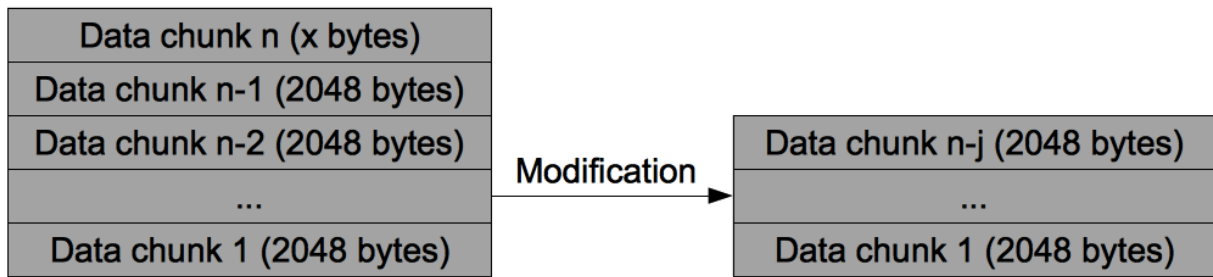 Data chunk n (x bytes)
Data chunk n-1 (2048 bytes)
Data chunk n-2 (2048 bytes)
...
Data chunk 1 (2048 bytes)
Modification
Data chunk n-j (2048 bytes)
...
Data chunk 1 (2048 bytes)